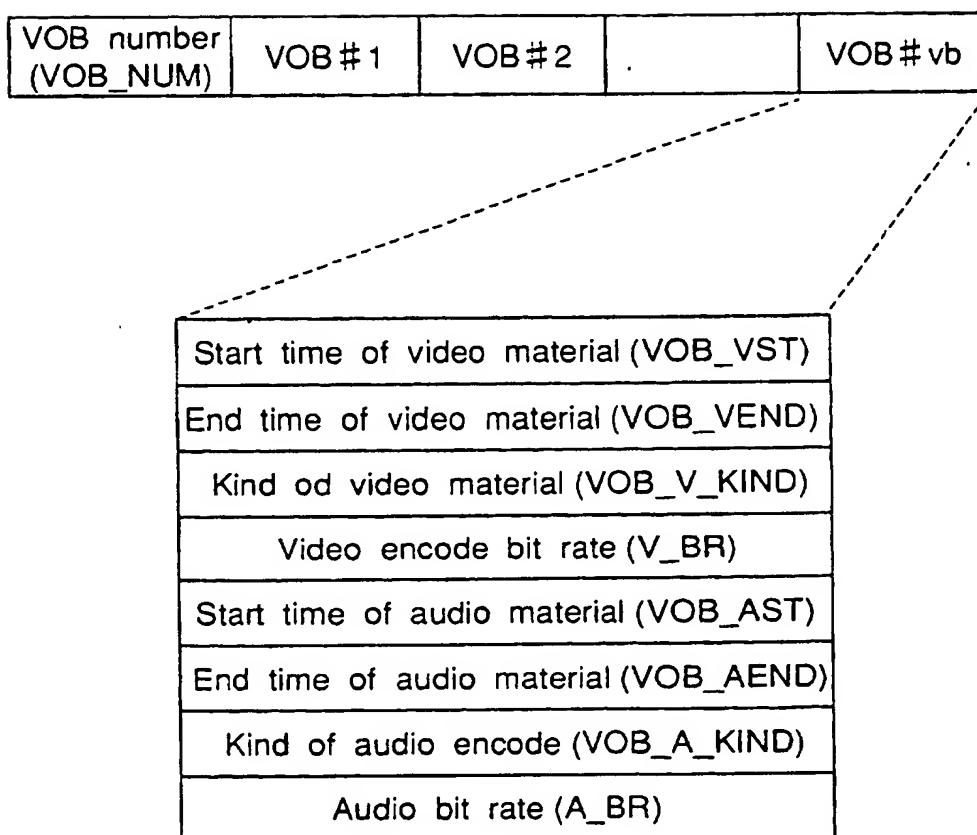 VOB number
(VOB_NUM)
VOB#1
VOB#2
VOB#vb
Start time of video material (VOB_VST)
End time of video material (VOB_VEND)
Kind od video material (VOB_V_KIND)
Video encode bit rate (V_BR)
Start time of audio material (VOB_AST)
End time of audio material (VOB_AEND)
Kind of audio encode (VOB_A_KIND)
Audio bit rate (A_BR)